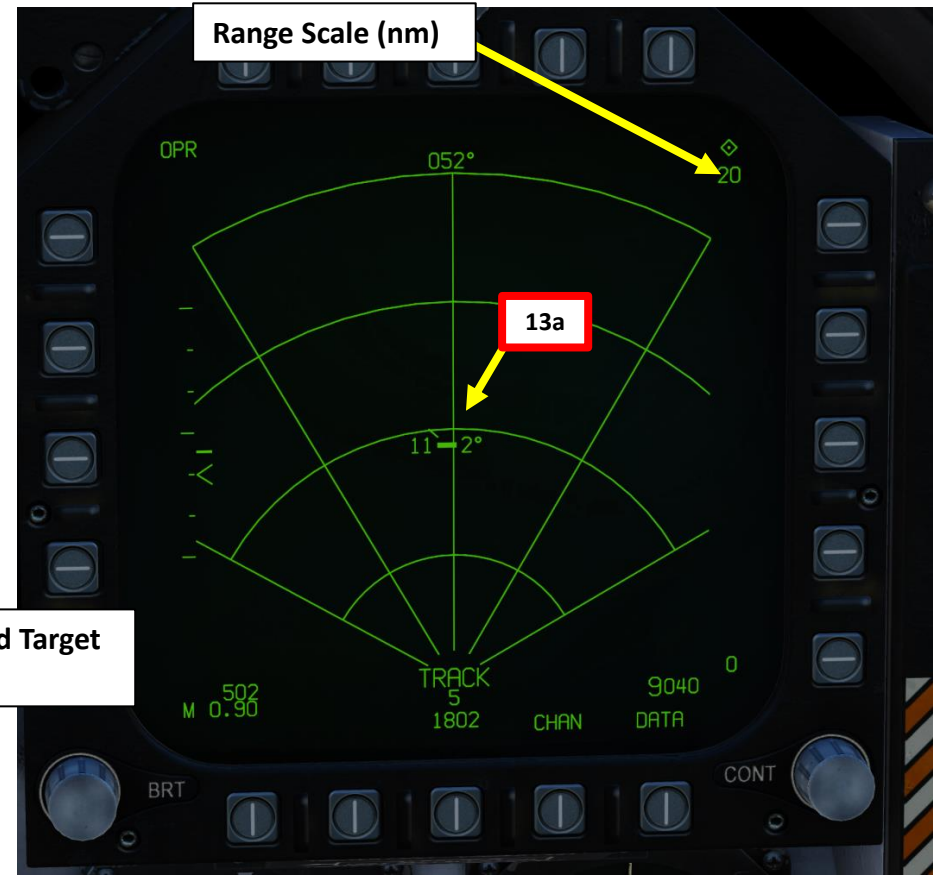 Range Scale (nm)
OPR
052°
20
13a
11
2°
d Target
TRACK
502
5
9040
0
M 0.90
1802
CHAN
DATA
BRT
CONT